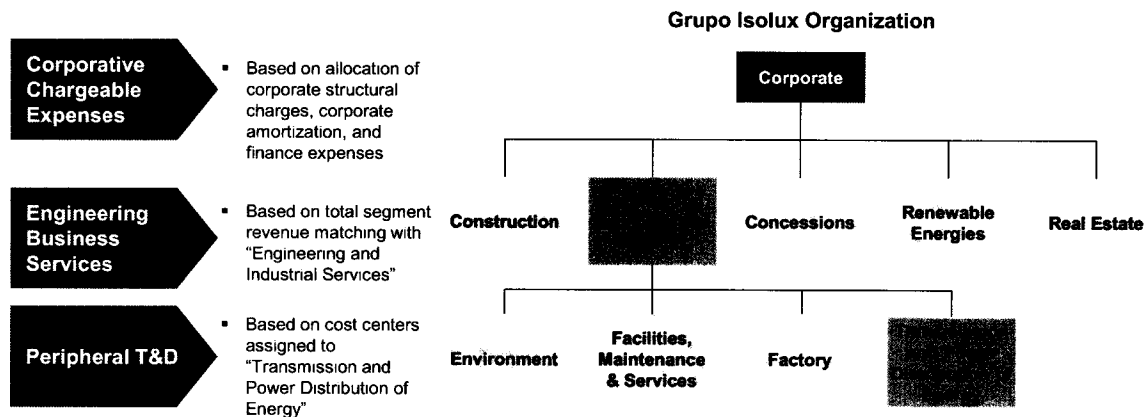 Grupo Isolux Organization
Corporative
Chargeable
Expenses
▪ Based on allocation of
corporate structural
charges, corporate
amortization, and
finance expenses
Engineering
Business
Services
▪ Based on total segment
revenue matching with
"Engineering and
Industrial Services"
Peripheral T&D
▪ Based on cost centers
assigned to
"Transmission and
Power Distribution of
Energy"
Corporate
Construction
Concessions
Renewable
Energies
Real Estate
Environment
Facilities,
Maintenance
& Services
Factory